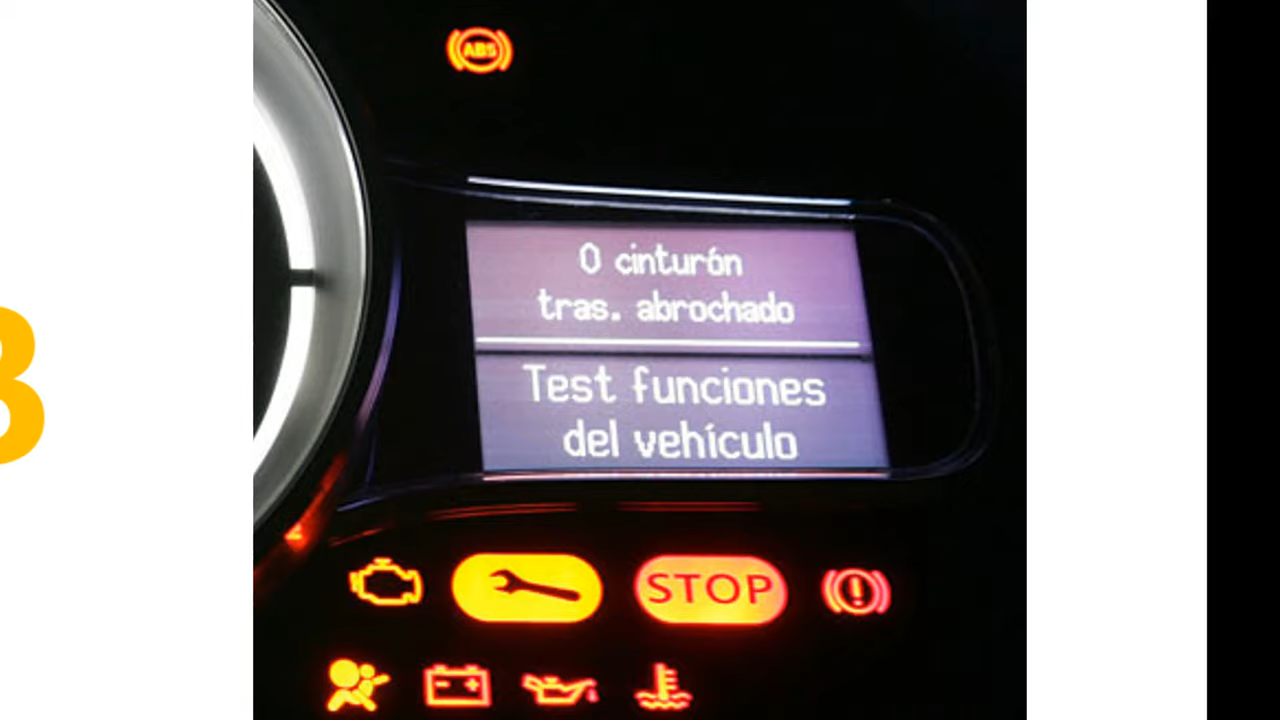 ABS
0 cinturón
tras. abrochado
Test funciones
del vehículo
STOP